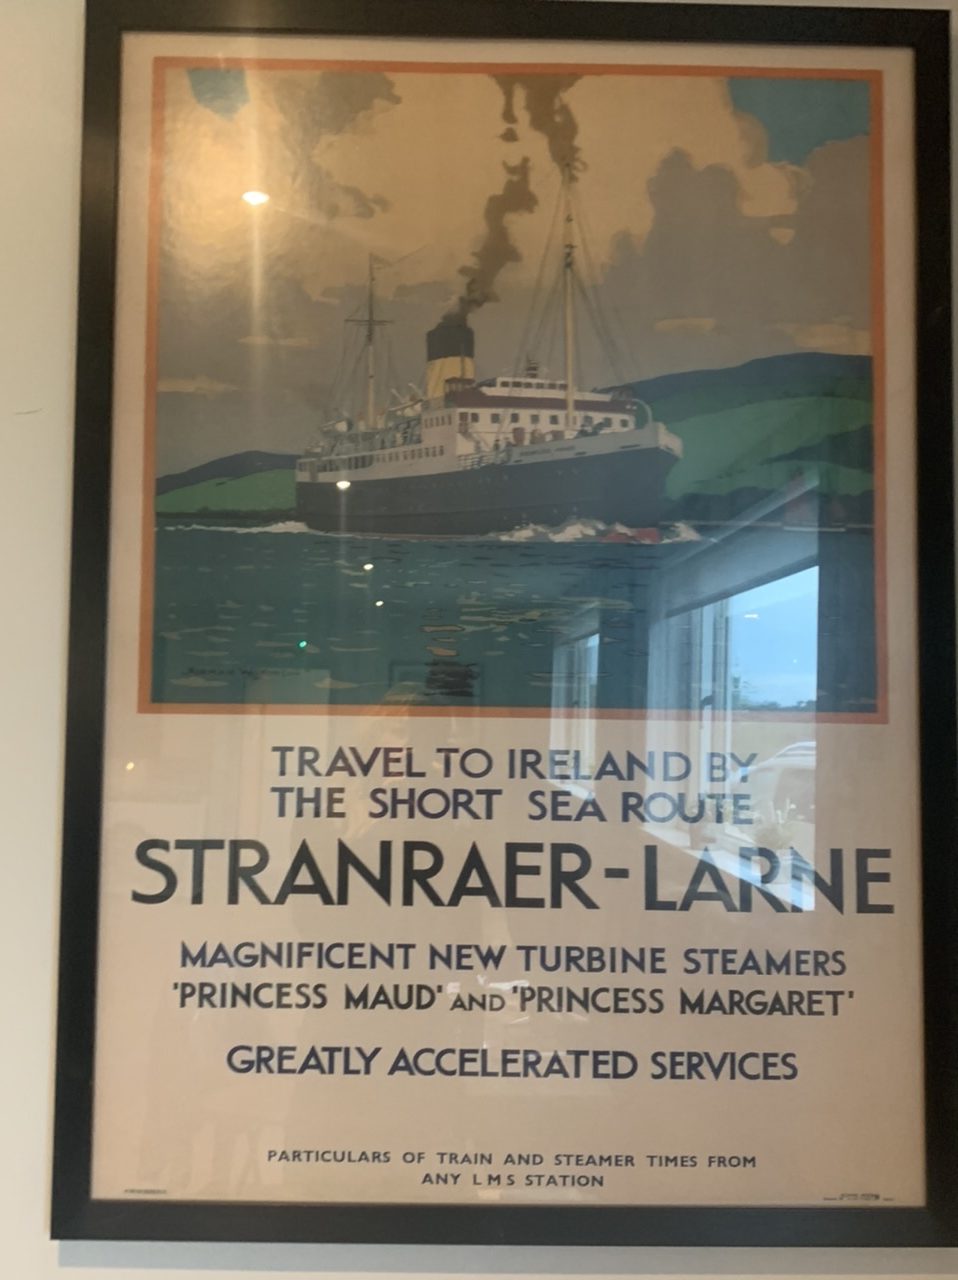 TRAVEL TO IRELAND BY
THE SHORT SEA ROUTE
STRANRAER-LARNE
MAGNIFICENT NEW TURBINE STEAMERS
'PRINCESS MAUD' AND 'PRINCESS MARGARET'
GREATLY ACCELERATED SERVICES
PARTICULARS OF TRAIN AND STEAMER TIMES FROM
ANY LMS STATION